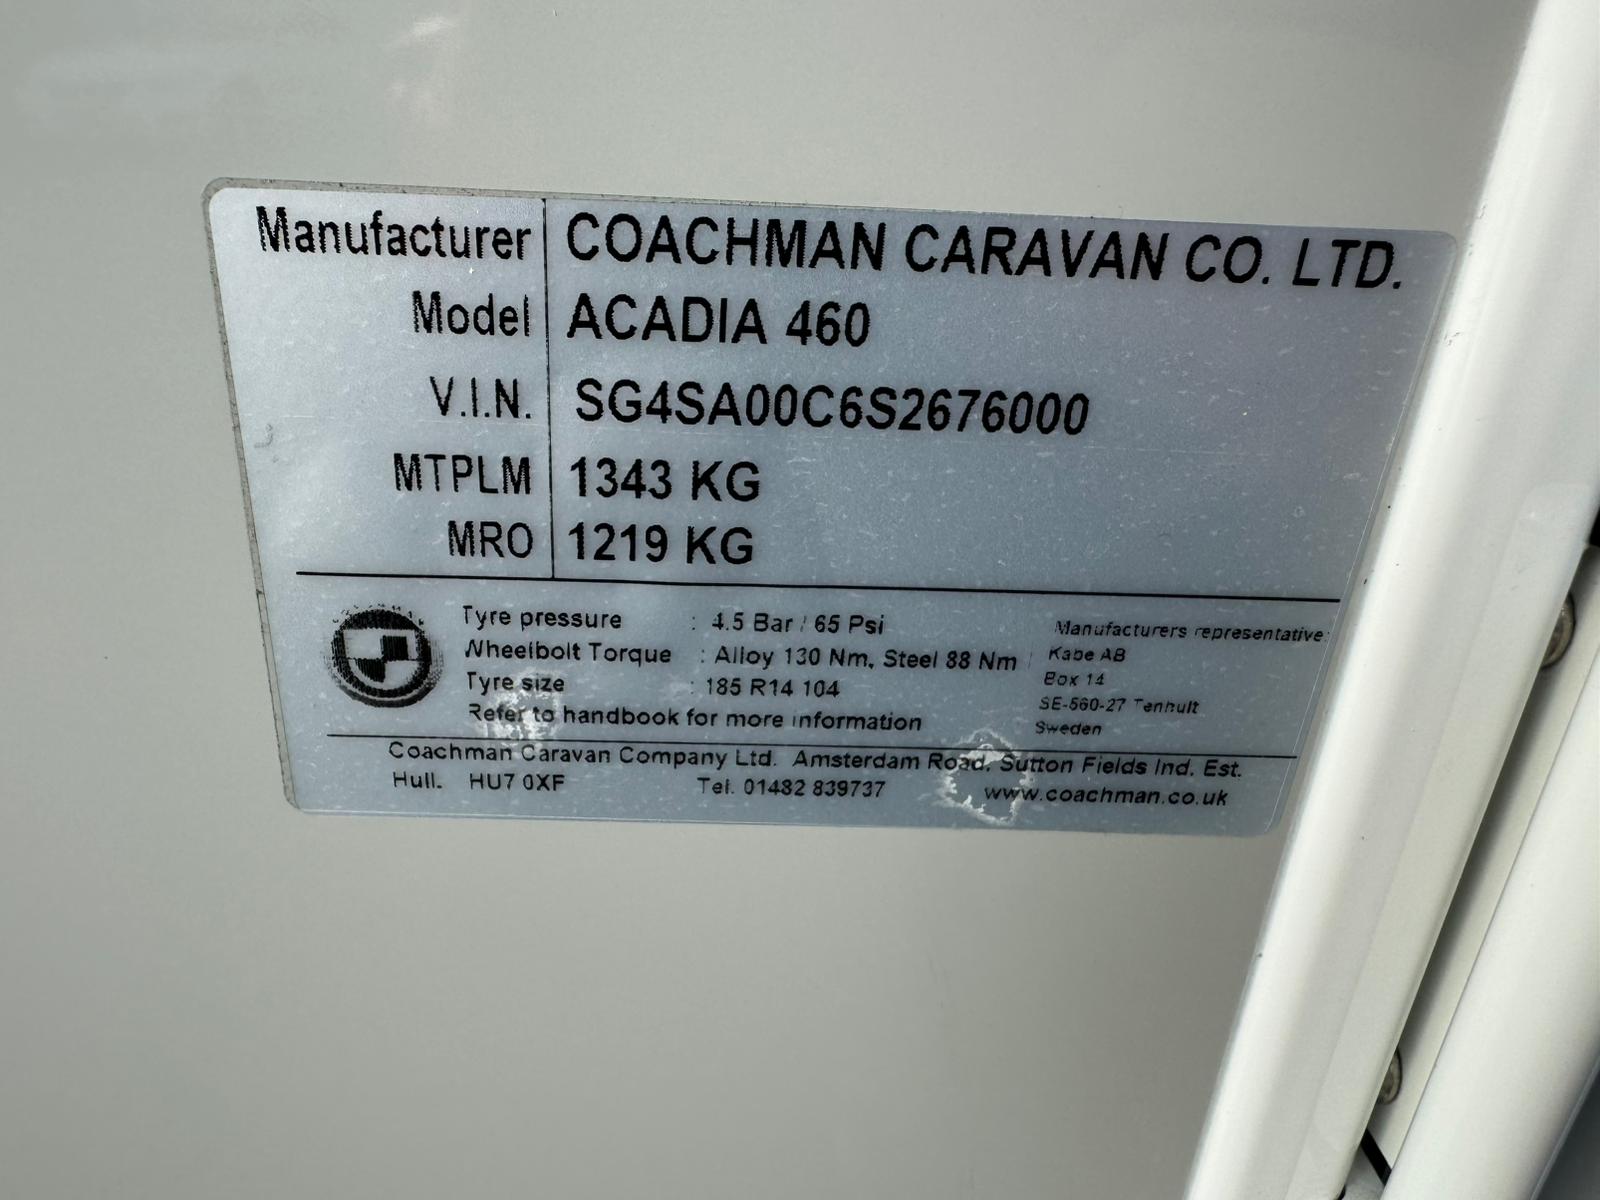 Manufacturer COACHMAN CARAVAN CO. LTD.
Model ACADIA 460
V.I.N. SG4SA00C6S2676000
MTPLM 1343 KG
MRO 1219 KG
Tyre pressure : 4.5 Bar / 65 Psi
Wheelbolt Torque : Alloy 130 Nm, Steel 88 Nm
Tyre size : 185 R14 104
Refer to handbook for more information
Manufacturers representative:
Kabe AB
Box 14
SE-560-27 Tenhult
Sweden
Coachman Caravan Company Ltd. Amsterdam Road, Sutton Fields Ind. Est.
Hull. HU7 0XF Tel. 01482 839737 www.coachman.co.uk